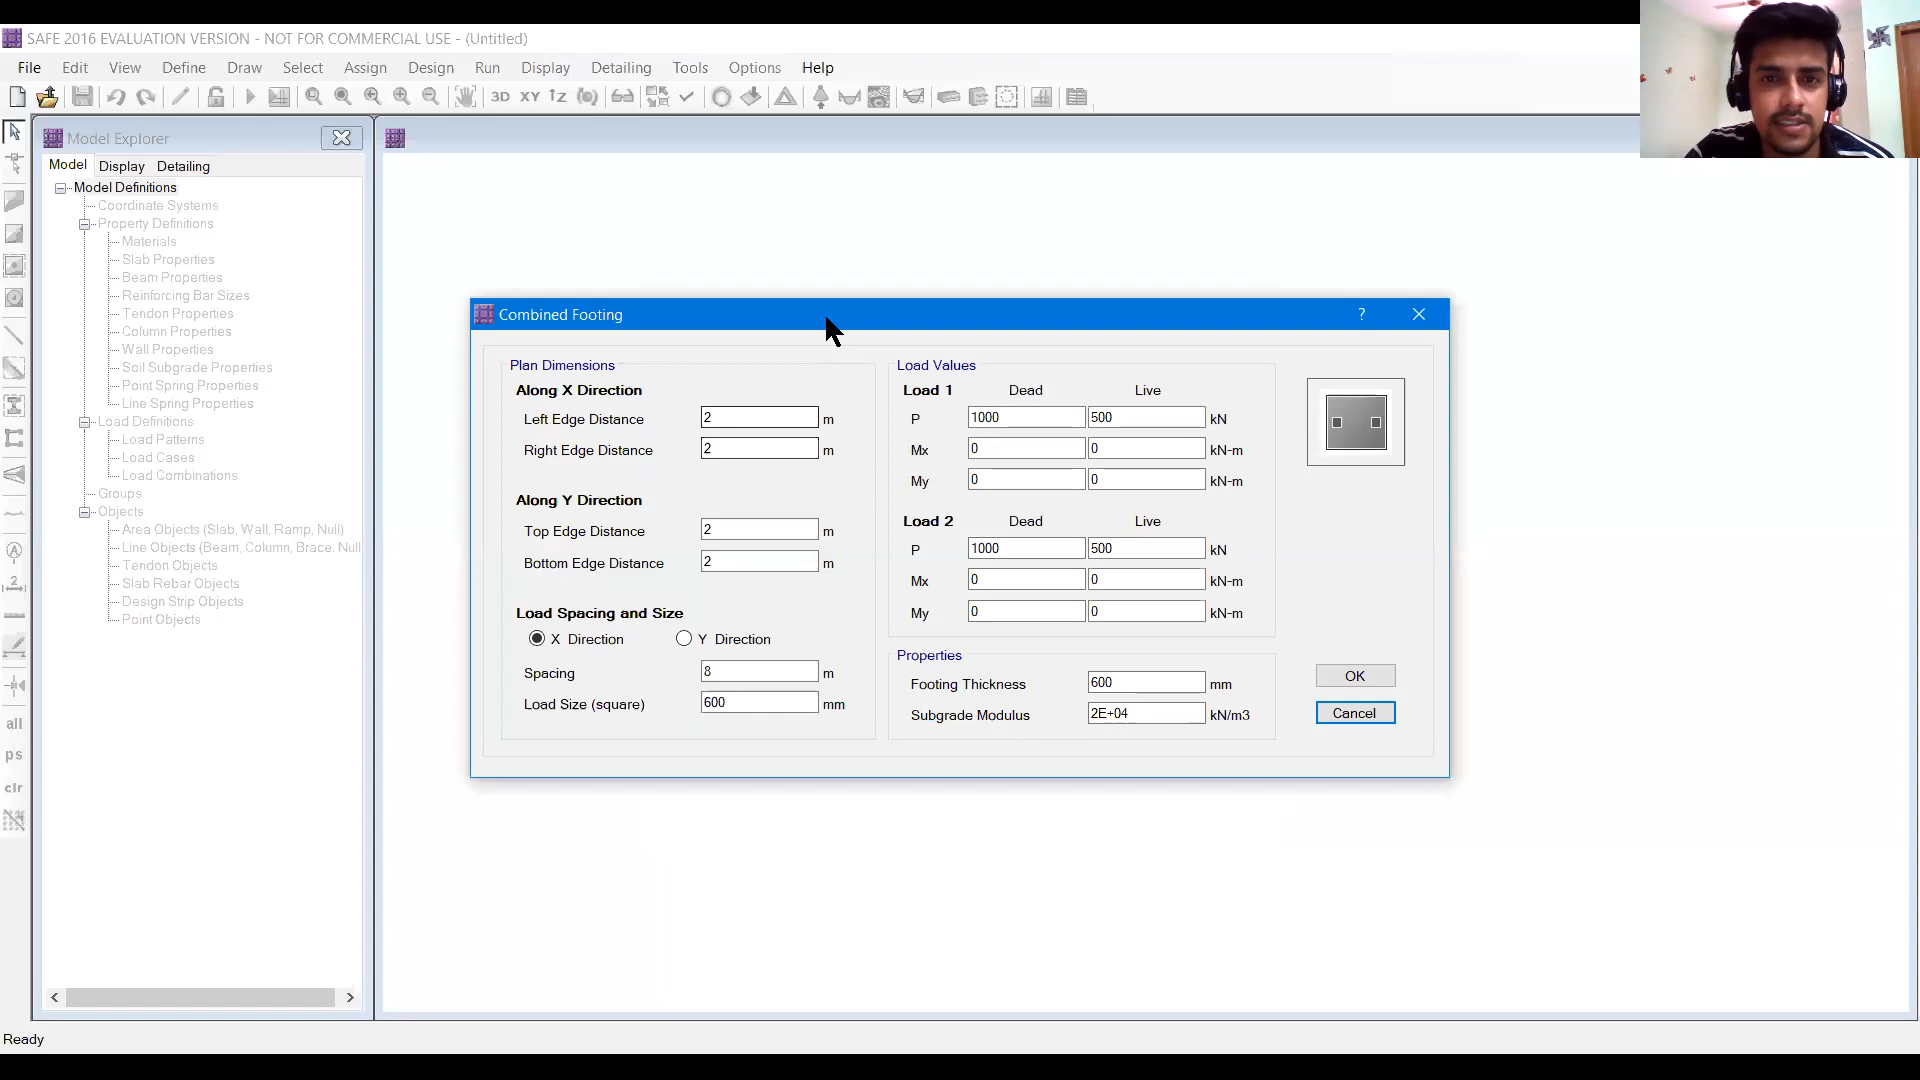 SAFE 2016 EVALUATION VERSION - NOT FOR COMMERCIAL USE - (Untitled)
File Edit View Define Draw Select Assign Design Run Display Detailing Tools Options Help
3D XY
Model Explorer
Model Display Detailing
Model Definitions
Coordinate Systems
Property Definitions
Materials
Slab Properties
Beam Properties
Reinforcing Bar Sizes
Tendon Properties
Column Properties
Wall Properties
Soil Subgrade Properties
Point Spring Properties
Line Spring Properties
Load Definitions
Load Patterns
Load Cases
Load Combinations
Groups
Objects
Area Objects (Slab, Wall, Ramp, Null)
Line Objects (Beam, Column, Brace. Null
Tendon Objects
Slab Rebar Objects
Design Strip Objects
Point Objects
all
ps
clr
Combined Footing ?
Plan Dimensions
Along X Direction
Left Edge Distance 2 m
Right Edge Distance 2 m
Along Y Direction
Top Edge Distance 2 m
Bottom Edge Distance 2 m
Load Spacing and Size
X Direction Y Direction
Spacing 8 m
Load Size (square) 600 mm
Load Values
Load 1 Dead Live
P 1000 500 kN
Mx 0 0 kN-m
My 0 0 kN-m
Load 2 Dead Live
P 1000 500 kN
Mx 0 0 kN-m
My 0 0 kN-m
Properties
Footing Thickness 600 mm
Subgrade Modulus 2E+04 kN/m3
OK
Cancel
Ready